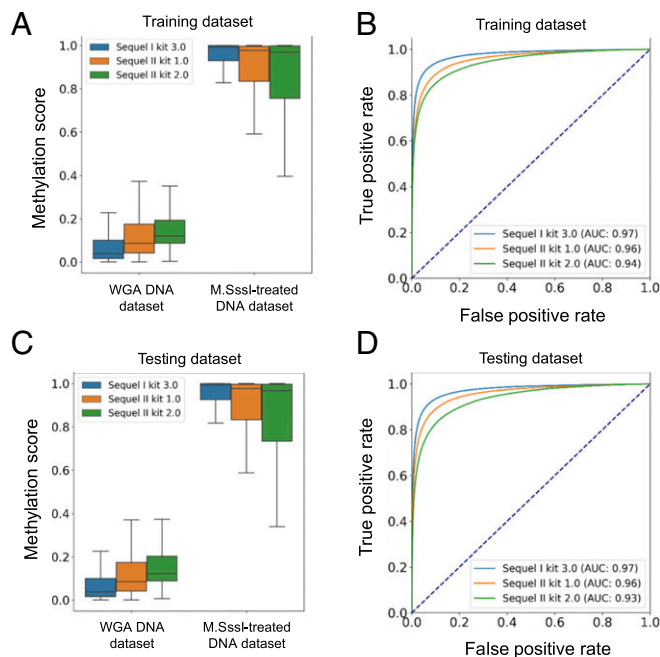 A
Training dataset
Methylation score
1.0
0.8
0.6
0.4
0.2
0.0
Sequel I kit 3.0
Sequel II kit 1.0
Sequel II kit 2.0
WGA DNA
dataset
M.SssI-treated
DNA dataset
B
Training dataset
True positive rate
1.0
0.8
0.6
0.4
0.2
0.0
Sequel I kit 3.0 (AUC: 0.97)
Sequel II kit 1.0 (AUC: 0.96)
Sequel II kit 2.0 (AUC: 0.94)
0.0 0.2 0.4 0.6 0.8 1.0
False positive rate
C
Testing dataset
Methylation score
1.0
0.8
0.6
0.4
0.2
0.0
Sequel I kit 3.0
Sequel II kit 1.0
Sequel II kit 2.0
WGA DNA
dataset
M.SssI-treated
DNA dataset
D
Testing dataset
True positive rate
1.0
0.8
0.6
0.4
0.2
0.0
Sequel I kit 3.0 (AUC: 0.97)
Sequel II kit 1.0 (AUC: 0.96)
Sequel II kit 2.0 (AUC: 0.93)
0.0 0.2 0.4 0.6 0.8 1.0
False positive rate